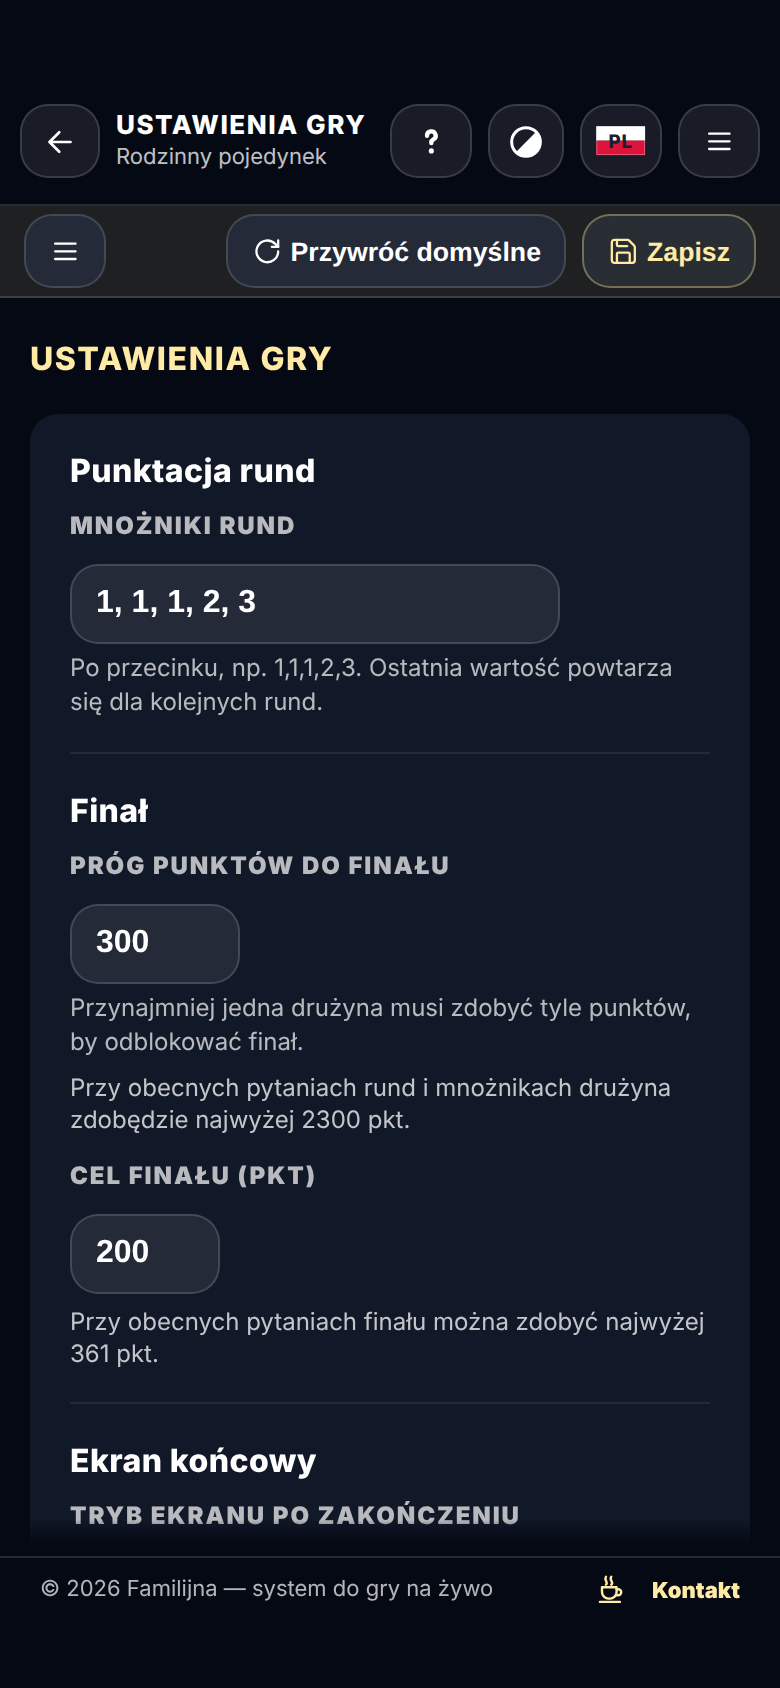 USTAWIENIA GRY
Rodzinny pojedynek
?
PL
Przywróć domyślne
Zapisz
USTAWIENIA GRY
Punktacja rund
MNOŻNIKI RUND
1, 1, 1, 2, 3
Po przecinku, np. 1,1,1,2,3. Ostatnia wartość powtarza
się dla kolejnych rund.
Finał
PRÓG PUNKTÓW DO FINAŁU
300
Przynajmniej jedna drużyna musi zdobyć tyle punktów,
by odblokować finał.
Przy obecnych pytaniach rund i mnożnikach drużyna
zdobędzie najwyżej 2300 pkt.
CEL FINAŁU (PKT)
200
Przy obecnych pytaniach finału można zdobyć najwyżej
361 pkt.
Ekran końcowy
TRYB EKRANU PO ZAKOŃCZENIU
© 2026 Familijna — system do gry na żywo
Kontakt